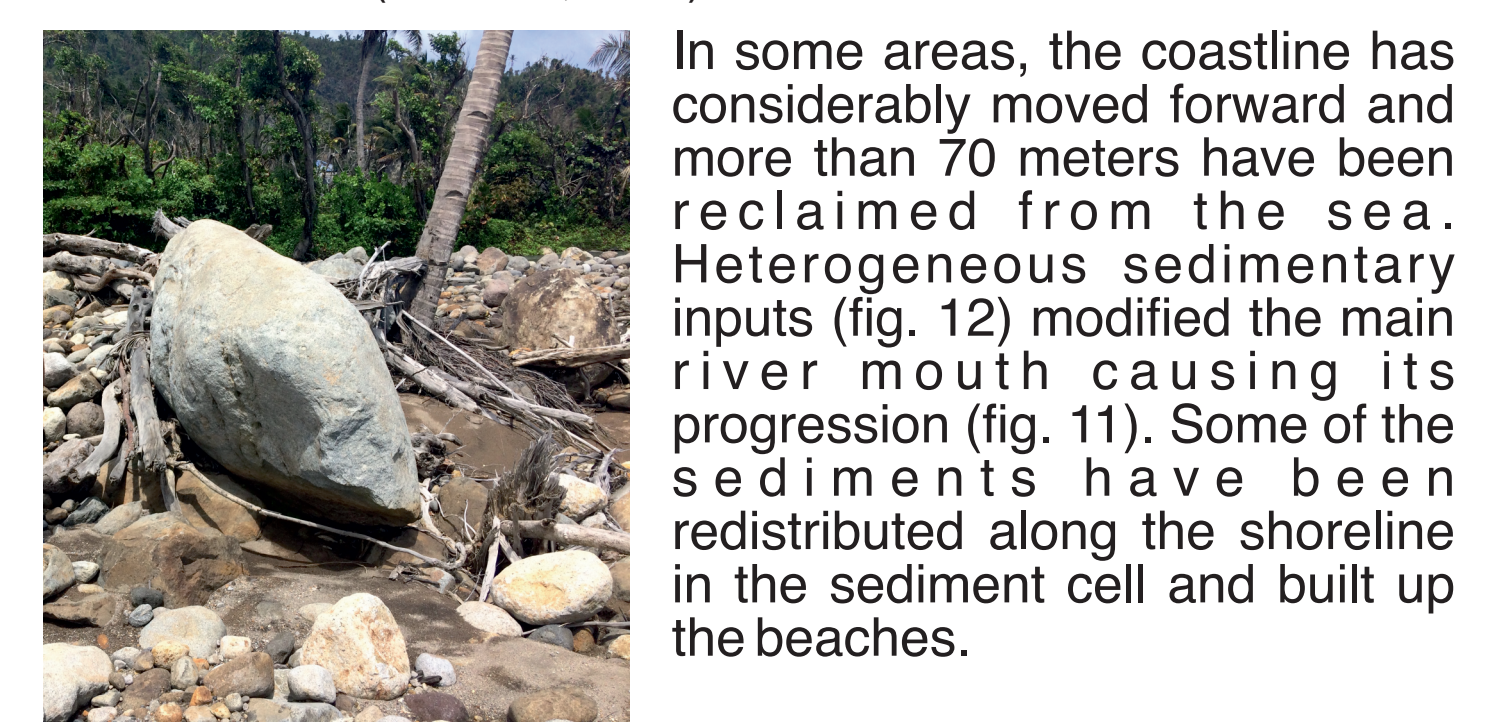 In some areas, the coastline has
considerably moved forward and
more than 70 meters have been
reclaimed from the sea.
Heterogeneous sedimentary
inputs (fig. 12) modified the main
river mouth causing its
progression (fig. 11). Some of the
sediments have been
redistributed along the shoreline
in the sediment cell and built up
the beaches.